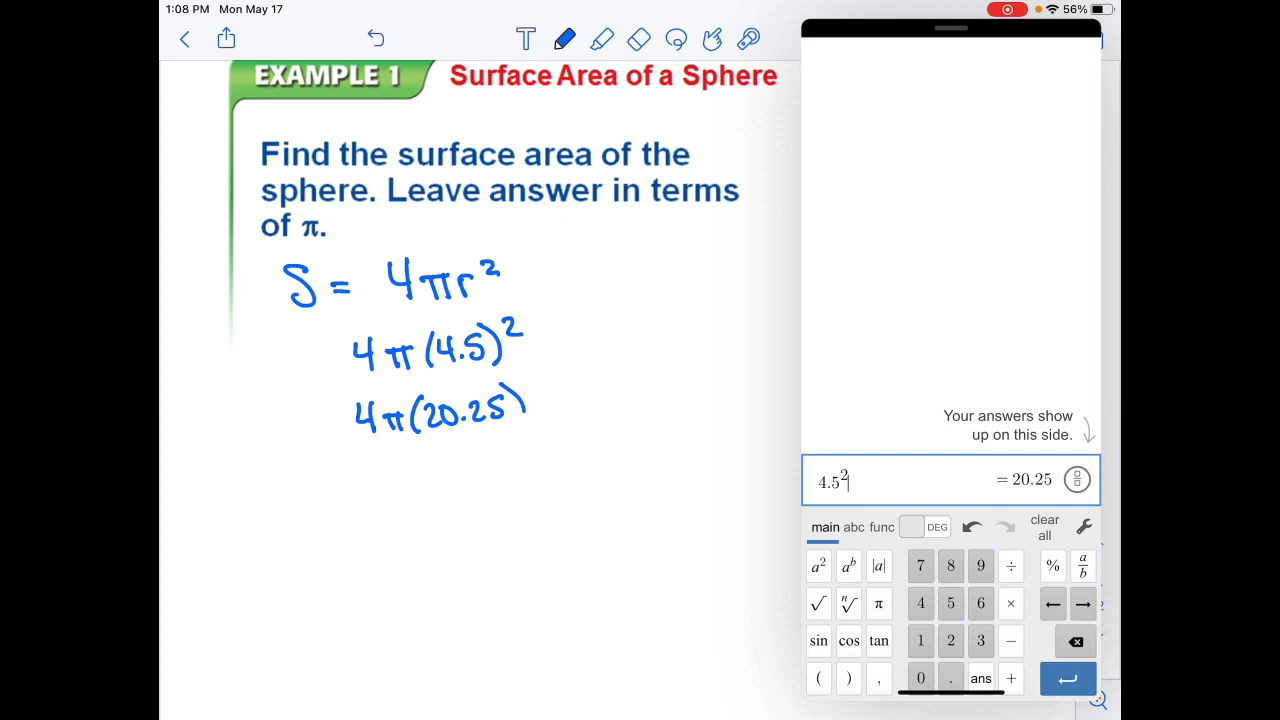 1:08 PM Mon May 17
56%
EXAMPLE 1 Surface Area of a Sphere
Find the surface area of the
sphere. Leave answer in terms
of π.
S = 4πr²
4π(4.5)²
4π(20.25)
Your answers show
up on this side.
4.5² = 20.25
main abc func DEG clear all
a² aᵇ |a| 7 8 9 ÷ % a/b
√ ⁿ√ π 4 5 6 × ← →
sin cos tan 1 2 3 −
( ) , 0 . ans +